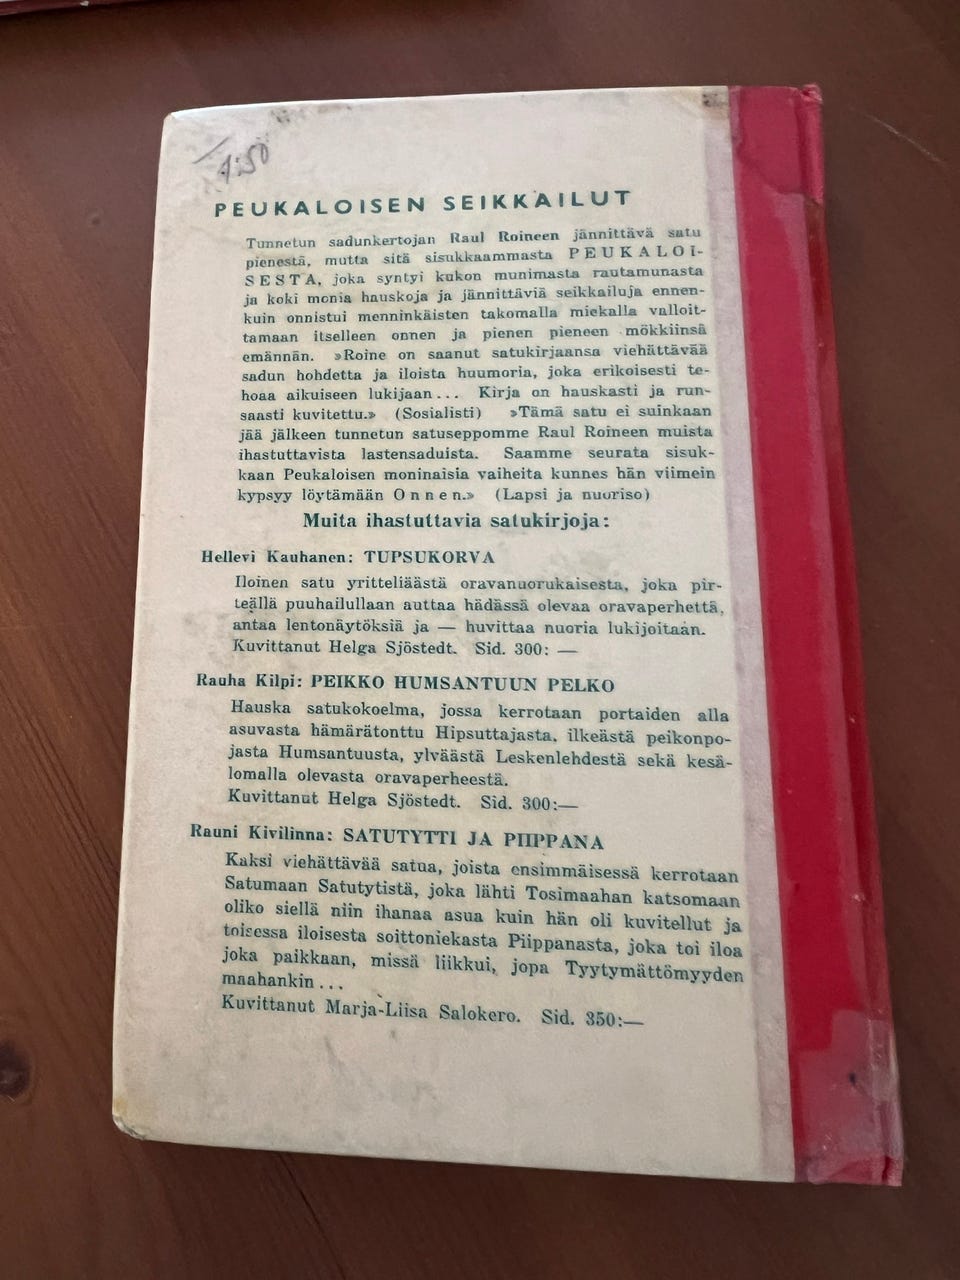 4:50
PEUKALOISEN SEIKKAILUT
Tunnetun sadunkertojan Raul Roineen jännittävä satu
pienestä, mutta sitä sisukkaammasta PEUKALOI-
SESTA, joka syntyi kukon munimasta rautamunasta
ja koki monia hauskoja ja jännittäviä seikkailuja ennen-
kuin onnistui menninkäisten takomalla miekalla valloit-
tamaan itselleen onnen ja pienen pieneen mökkiinsä
emännän. »Roine on saanut satukirjaansa viehättävää
sadun hohdetta ja iloista huumoria, joka erikoisesti te-
hoaa aikuiseen lukijaan... Kirja on hauskasti ja run-
saasti kuvitettu.» (Sosialisti) »Tämä satu ei suinkaan
jää jälkeen tunnetun satuseppomme Raul Roineen muista
ihastuttavista lastensaduista. Saamme seurata sisuk-
kaan Peukaloisen moninaisia vaiheita kunnes hän viimein
kypsyy löytämään Onnen.» (Lapsi ja nuoriso)
Muita ihastuttavia satukirjoja:
Hellevi Kauhanen: TUPSUKORVA
Iloinen satu yritteliäästä oravanuorukaisesta, joka pir-
teällä puuhailullaan auttaa hädässä olevaa oravaperhettä,
antaa lentonäytöksiä ja — huvittaa nuoria lukijoitaan.
Kuvittanut Helga Sjöstedt. Sid. 300: —
Rauha Kilpi: PEIKKO HUMSANTUUN PELKO
Hauska satukokoelma, jossa kerrotaan portaiden alla
asuvasta hämärätonttu Hipsuttajasta, ilkeästä peikonpo-
jasta Humsantuusta, ylväästä Leskenlehdestä sekä kesä-
lomalla olevasta oravaperheestä.
Kuvittanut Helga Sjöstedt. Sid. 300:—
Rauni Kivilinna: SATUTYTTI JA PIIPPANA
Kaksi viehättävää satua, joista ensimmäisessä kerrotaan
Satumaan Satutytistä, joka lähti Tosimaahan katsomaan
oliko siellä niin ihanaa asua kuin hän oli kuvitellut ja
toisessa iloisesta soittoniekasta Piippanasta, joka toi iloa
joka paikkaan, missä liikkui, jopa Tyytymättömyyden
maahankin...
Kuvittanut Marja-Liisa Salokero. Sid. 350:—